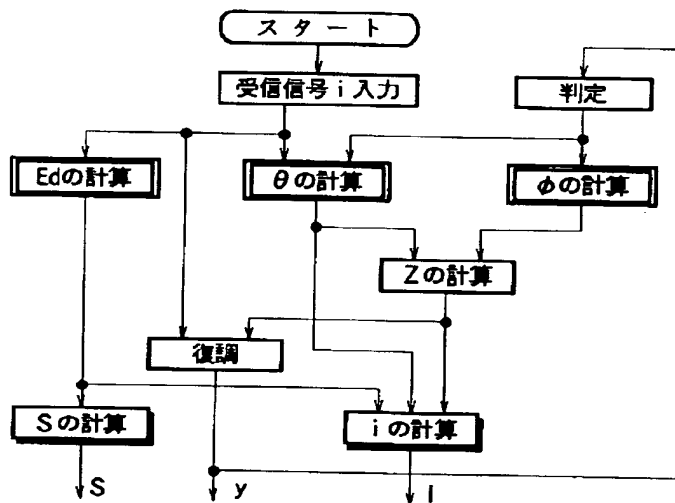 スタート
受信信号 i 入力
判定
Edの計算
θの計算
φの計算
Zの計算
復調
Sの計算
iの計算
S
y
I